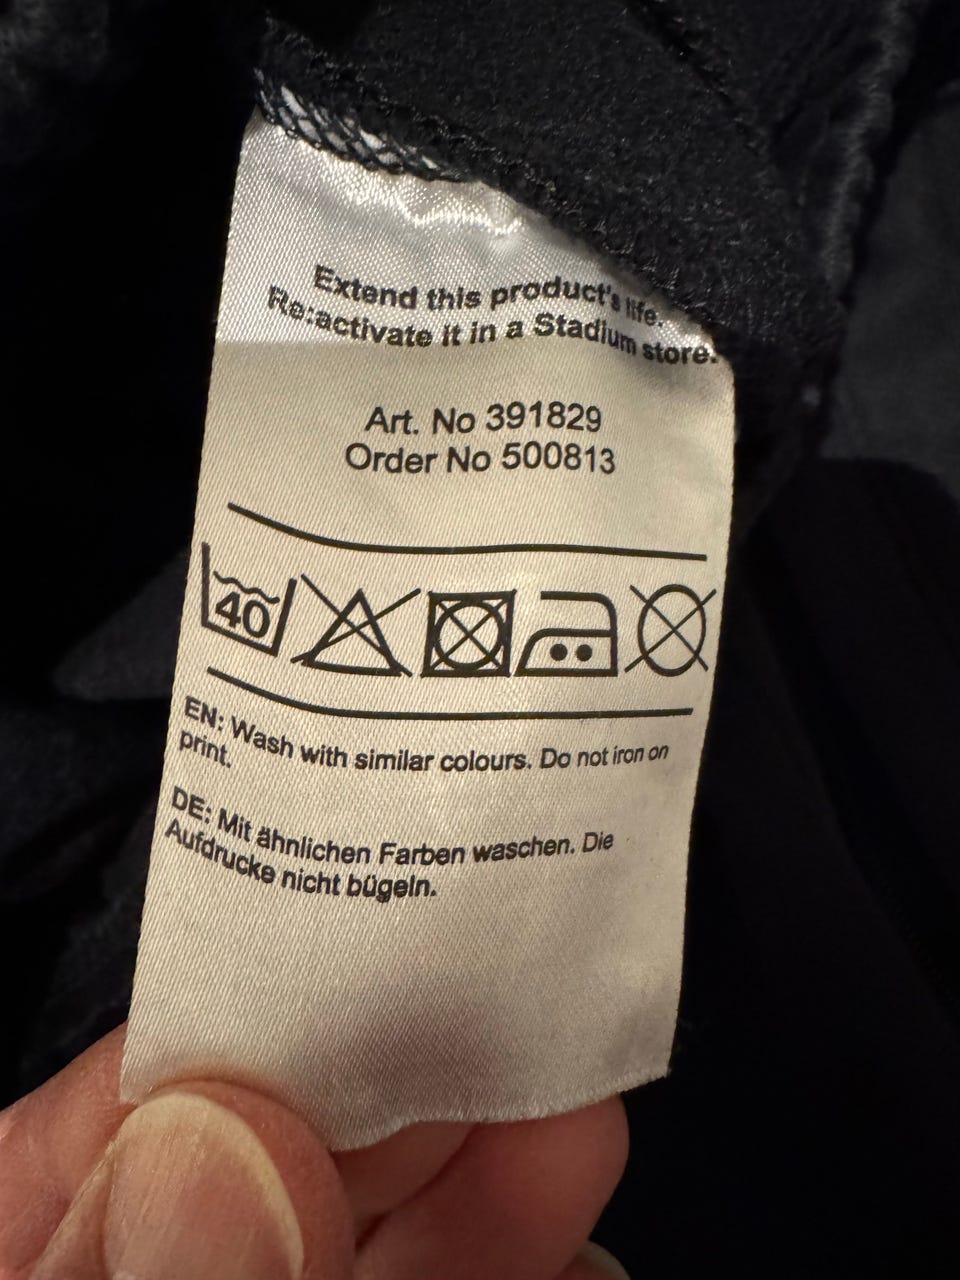 Extend this product's life.
Re:activate it in a Stadium store.
Art. No 391829
Order No 500813
40
EN: Wash with similar colours. Do not iron on
print.
DE: Mit ähnlichen Farben waschen. Die
Aufdrucke nicht bügeln.